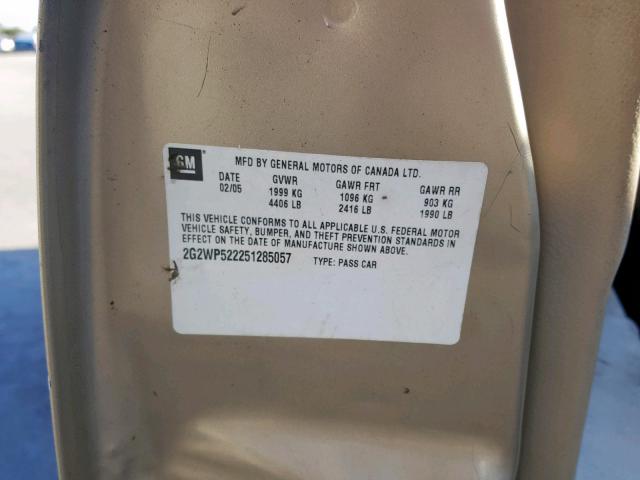 GM
MFD BY GENERAL MOTORS OF CANADA LTD.
DATE GVWR GAWR FRT GAWR RR
02/05 1999 KG 1096 KG 903 KG
4406 LB 2416 LB 1990 LB
THIS VEHICLE CONFORMS TO ALL APPLICABLE U.S. FEDERAL MOTOR
VEHICLE SAFETY, BUMPER, AND THEFT PREVENTION STANDARDS IN
EFFECT ON THE DATE OF MANUFACTURE SHOWN ABOVE.
2G2WP522251285057 TYPE: PASS CAR